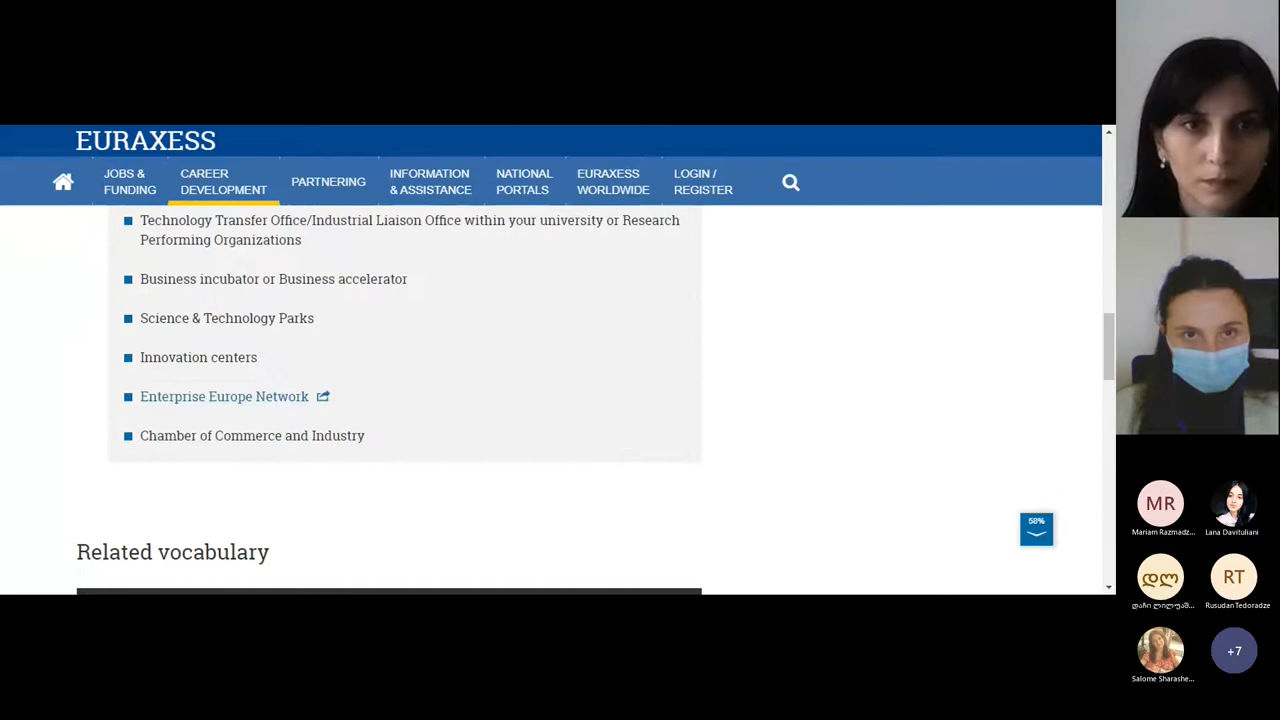 EURAXESS
JOBS &
FUNDING
CAREER
DEVELOPMENT
PARTNERING
INFORMATION
& ASSISTANCE
NATIONAL
PORTALS
EURAXESS
WORLDWIDE
LOGIN /
REGISTER
Technology Transfer Office/Industrial Liaison Office within your university or Research
Performing Organizations
Business incubator or Business accelerator
Science & Technology Parks
Innovation centers
Enterprise Europe Network
Chamber of Commerce and Industry
58%
Related vocabulary
MR
Mariam Razmadz...
Lana Davituliani
დლ
დაჩი ლილუაშ...
RT
Rusudan Tedoradze
Salome Sharashe...
+7